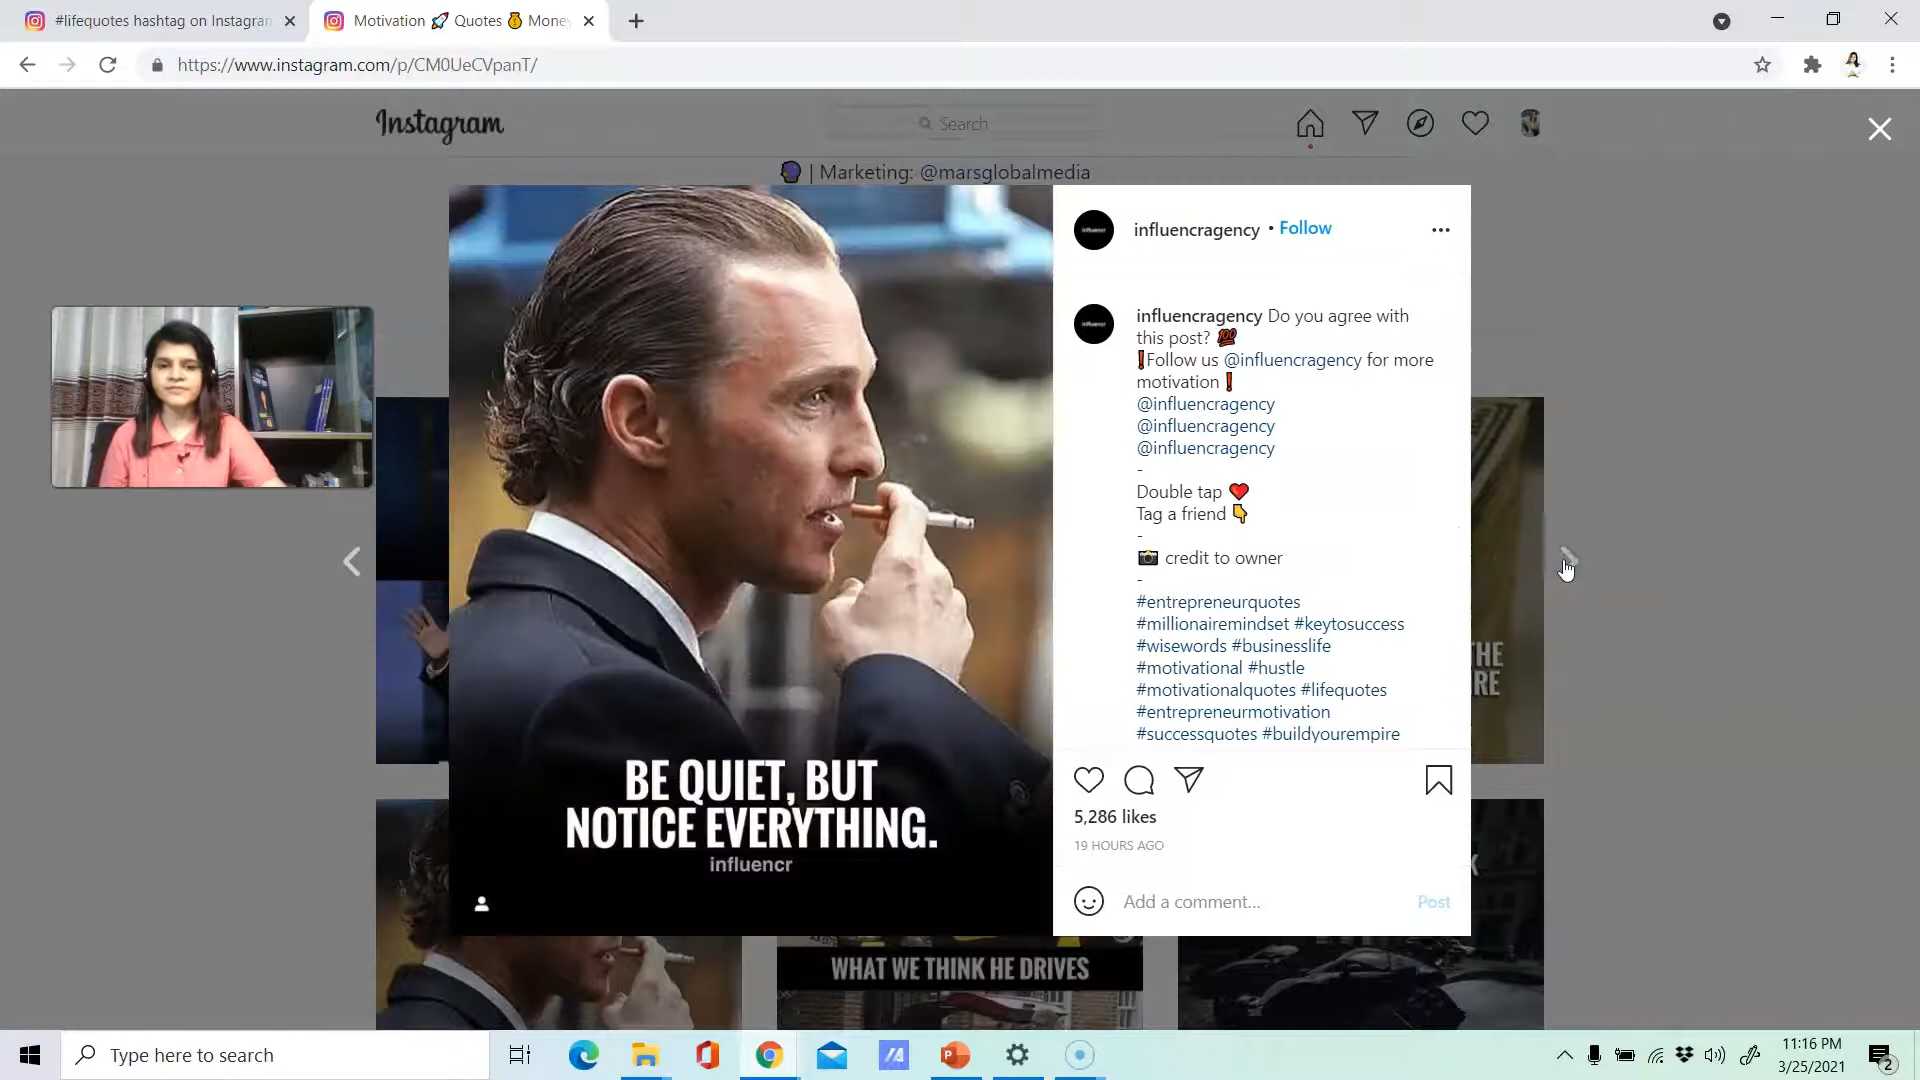 #lifequotes hashtag on Instagram
Motivation 🚀 Quotes 💰 Money
https://www.instagram.com/p/CM0UeCVpanT/
Instagram
Search
| Marketing: @marsglobalmedia
influencragency • Follow
influencragency Do you agree with
this post? 💯
❗Follow us @influencragency for more
motivation❗
@influencragency
@influencragency
@influencragency
-
Double tap ❤️
Tag a friend 👇
-
📷 credit to owner
-
#entrepreneurquotes
#millionairemindset #keytosuccess
#wisewords #businesslife
#motivational #hustle
#motivationalquotes #lifequotes
#entrepreneurmotivation
#successquotes #buildyourempire
BE QUIET, BUT
NOTICE EVERYTHING.
influencr
5,286 likes
19 HOURS AGO
Add a comment...
Post
WHAT WE THINK HE DRIVES
Type here to search
11:16 PM
3/25/2021
2